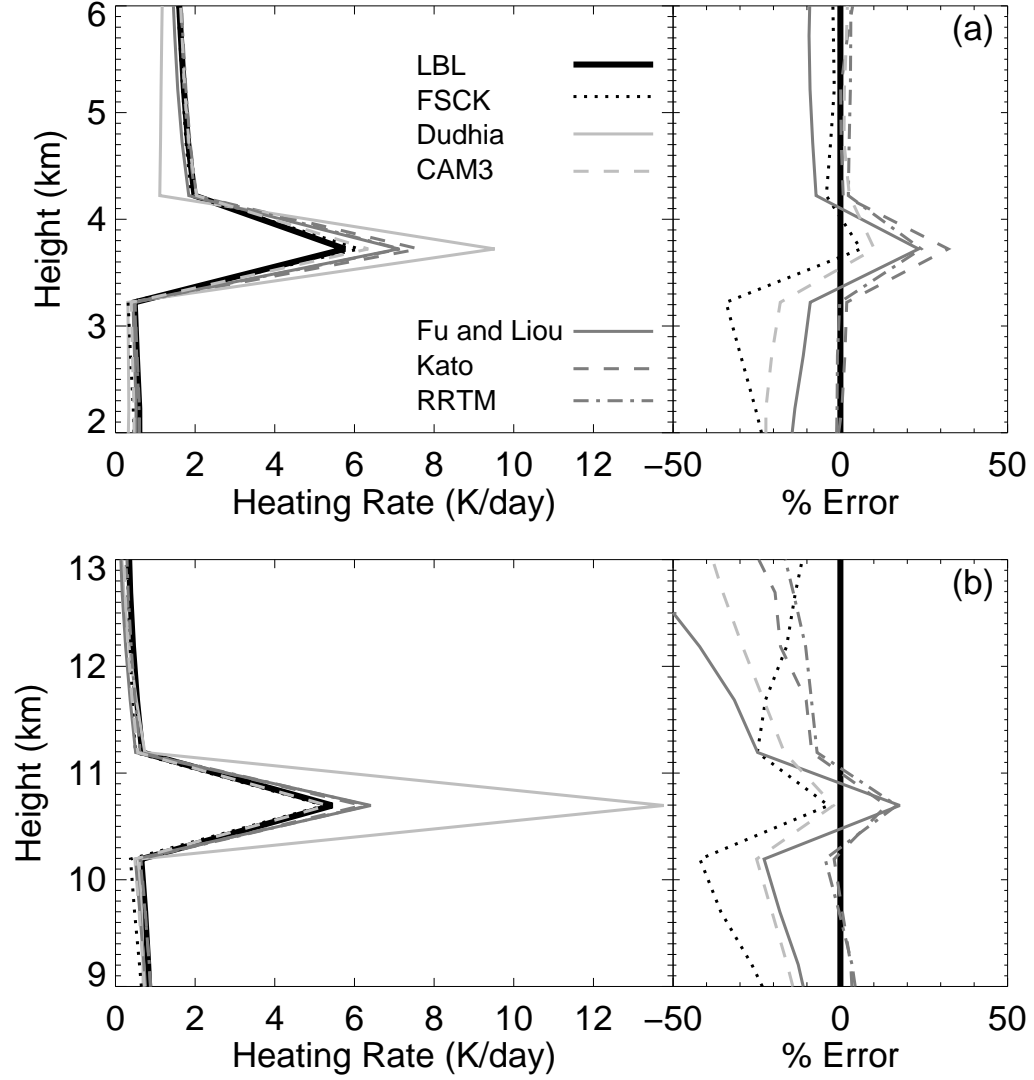 6
5
4
3
2
Height (km)
LBL
FSCK
Dudhia
CAM3
Fu and Liou
Kato
RRTM
(a)
0 2 4 6 8 10 12 −50 0 50
Heating Rate (K/day) % Error
13
12
11
10
9
Height (km)
(b)
0 2 4 6 8 10 12 14 −50 0 50
Heating Rate (K/day) % Error